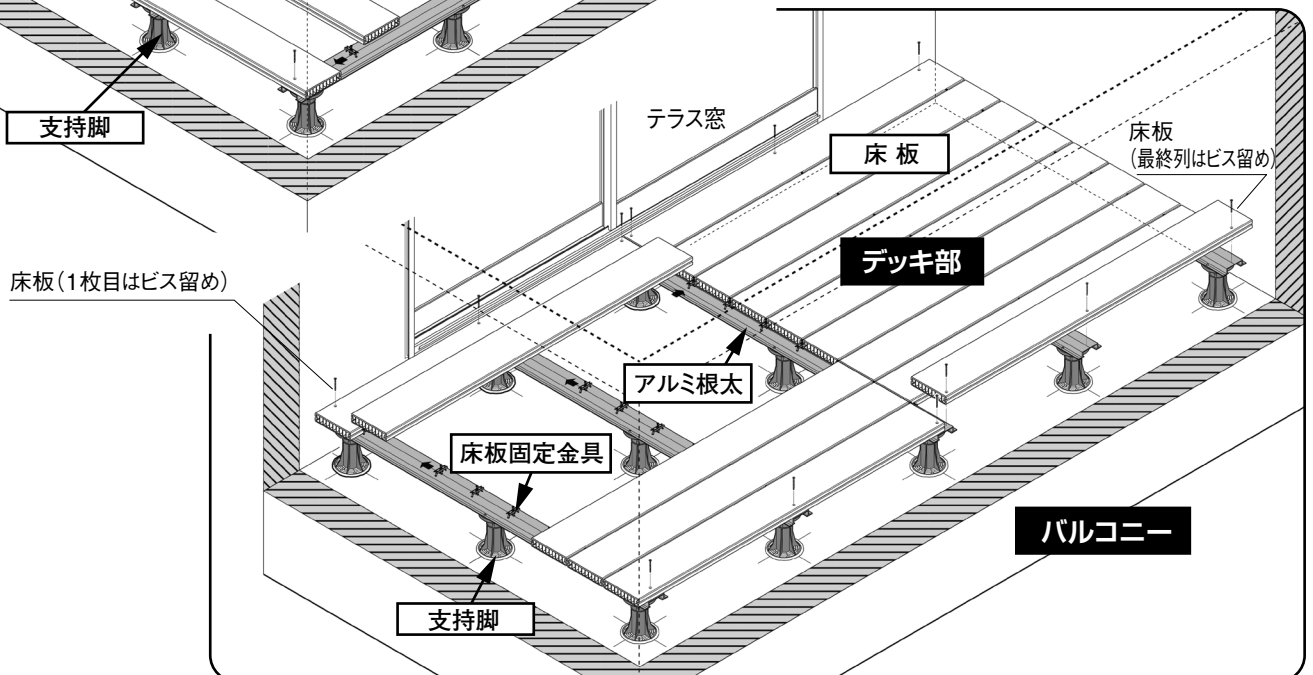 支持脚
テラス窓
床 板
床板
(最終列はビス留め)
デッキ部
床板(1枚目はビス留め)
アルミ根太
床板固定金具
バルコニー
支持脚